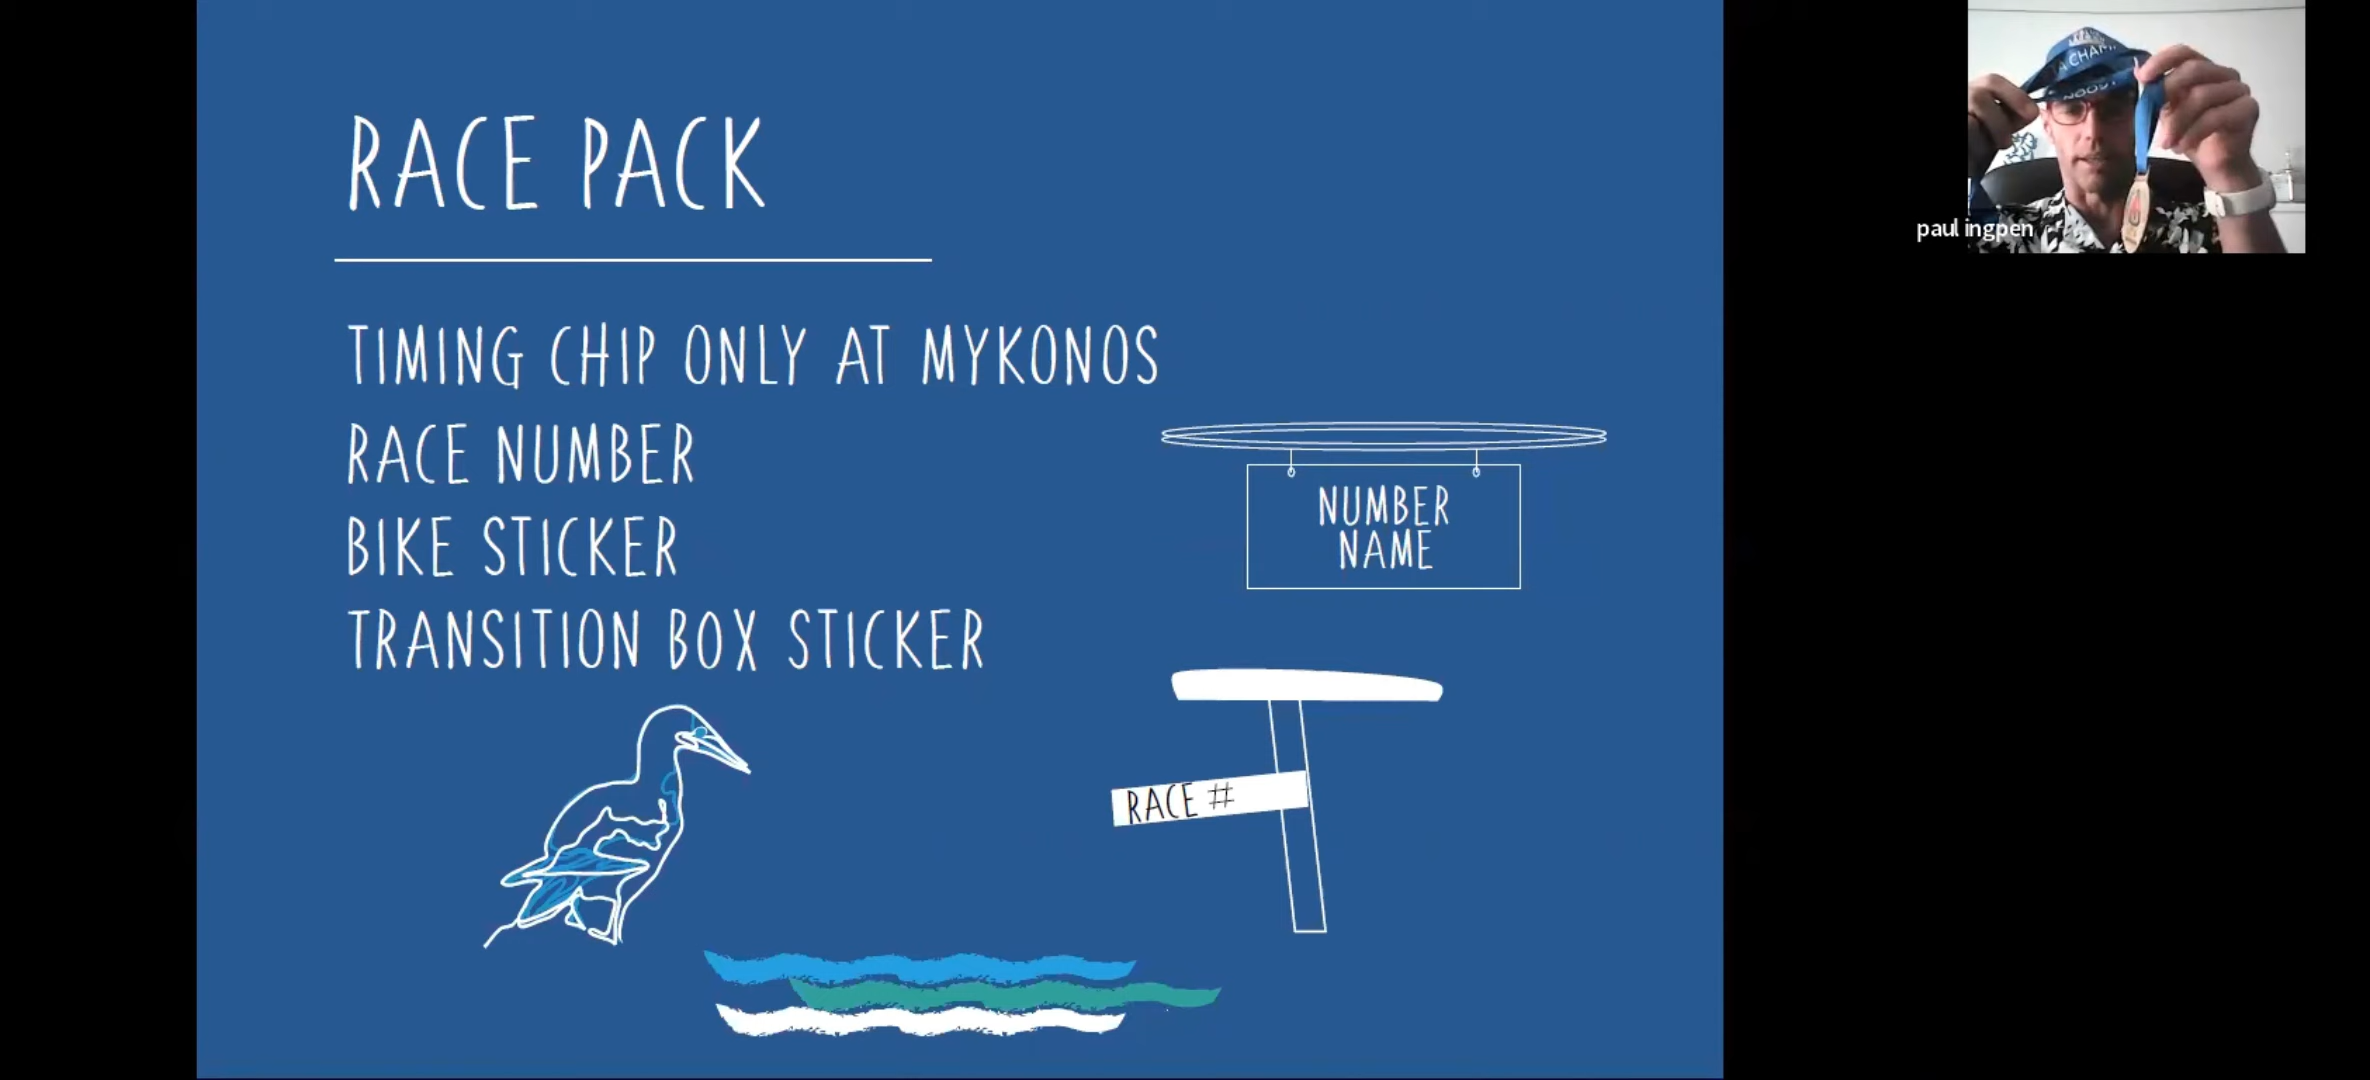 RACE PACK
TIMING CHIP ONLY AT MYKONOS
RACE NUMBER
BIKE STICKER
TRANSITION BOX STICKER
NUMBER
NAME
RACE #
paul ingpen